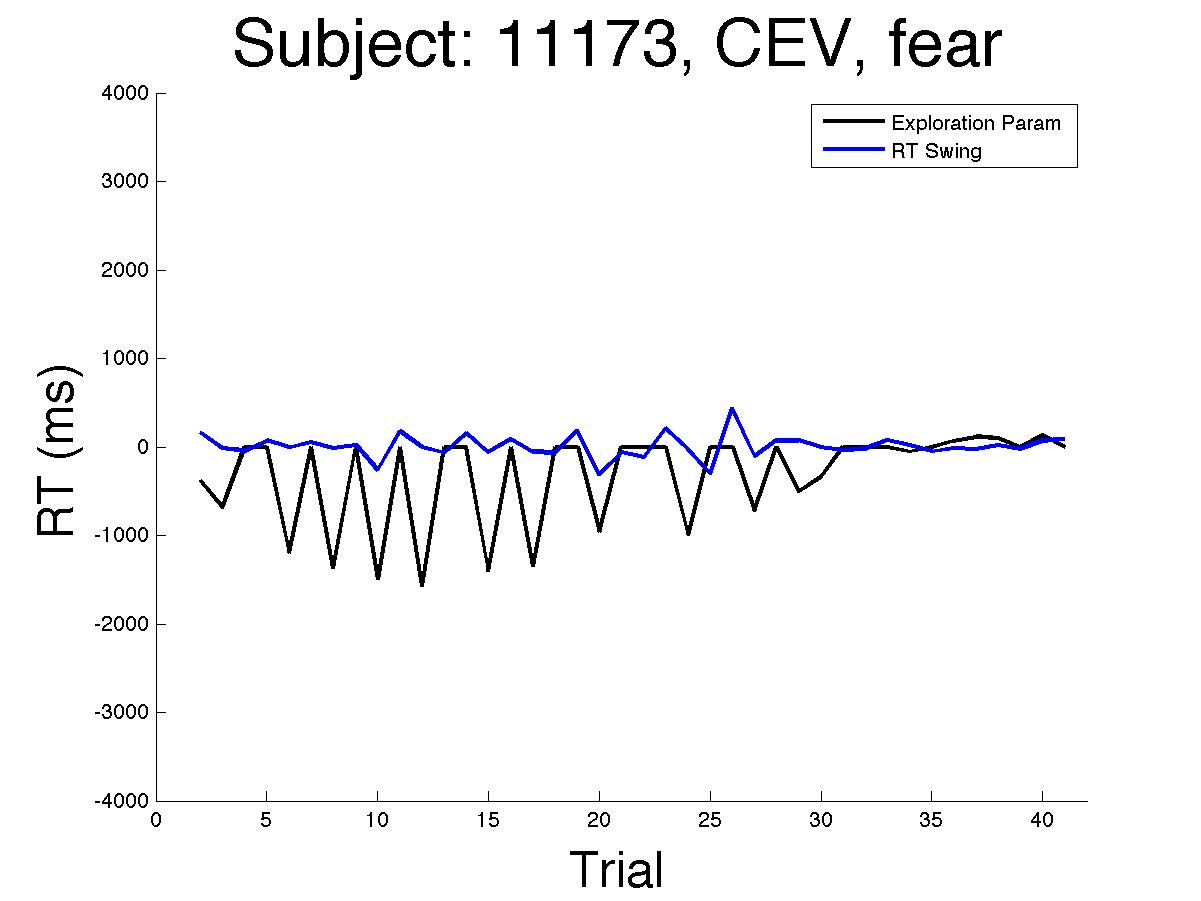 Subject: 11173, CEV, fear
4000
3000
2000
1000
0
-1000
-2000
-3000
-4000
RT (ms)
Exploration Param
RT Swing
0 5 10 15 20 25 30 35 40
Trial